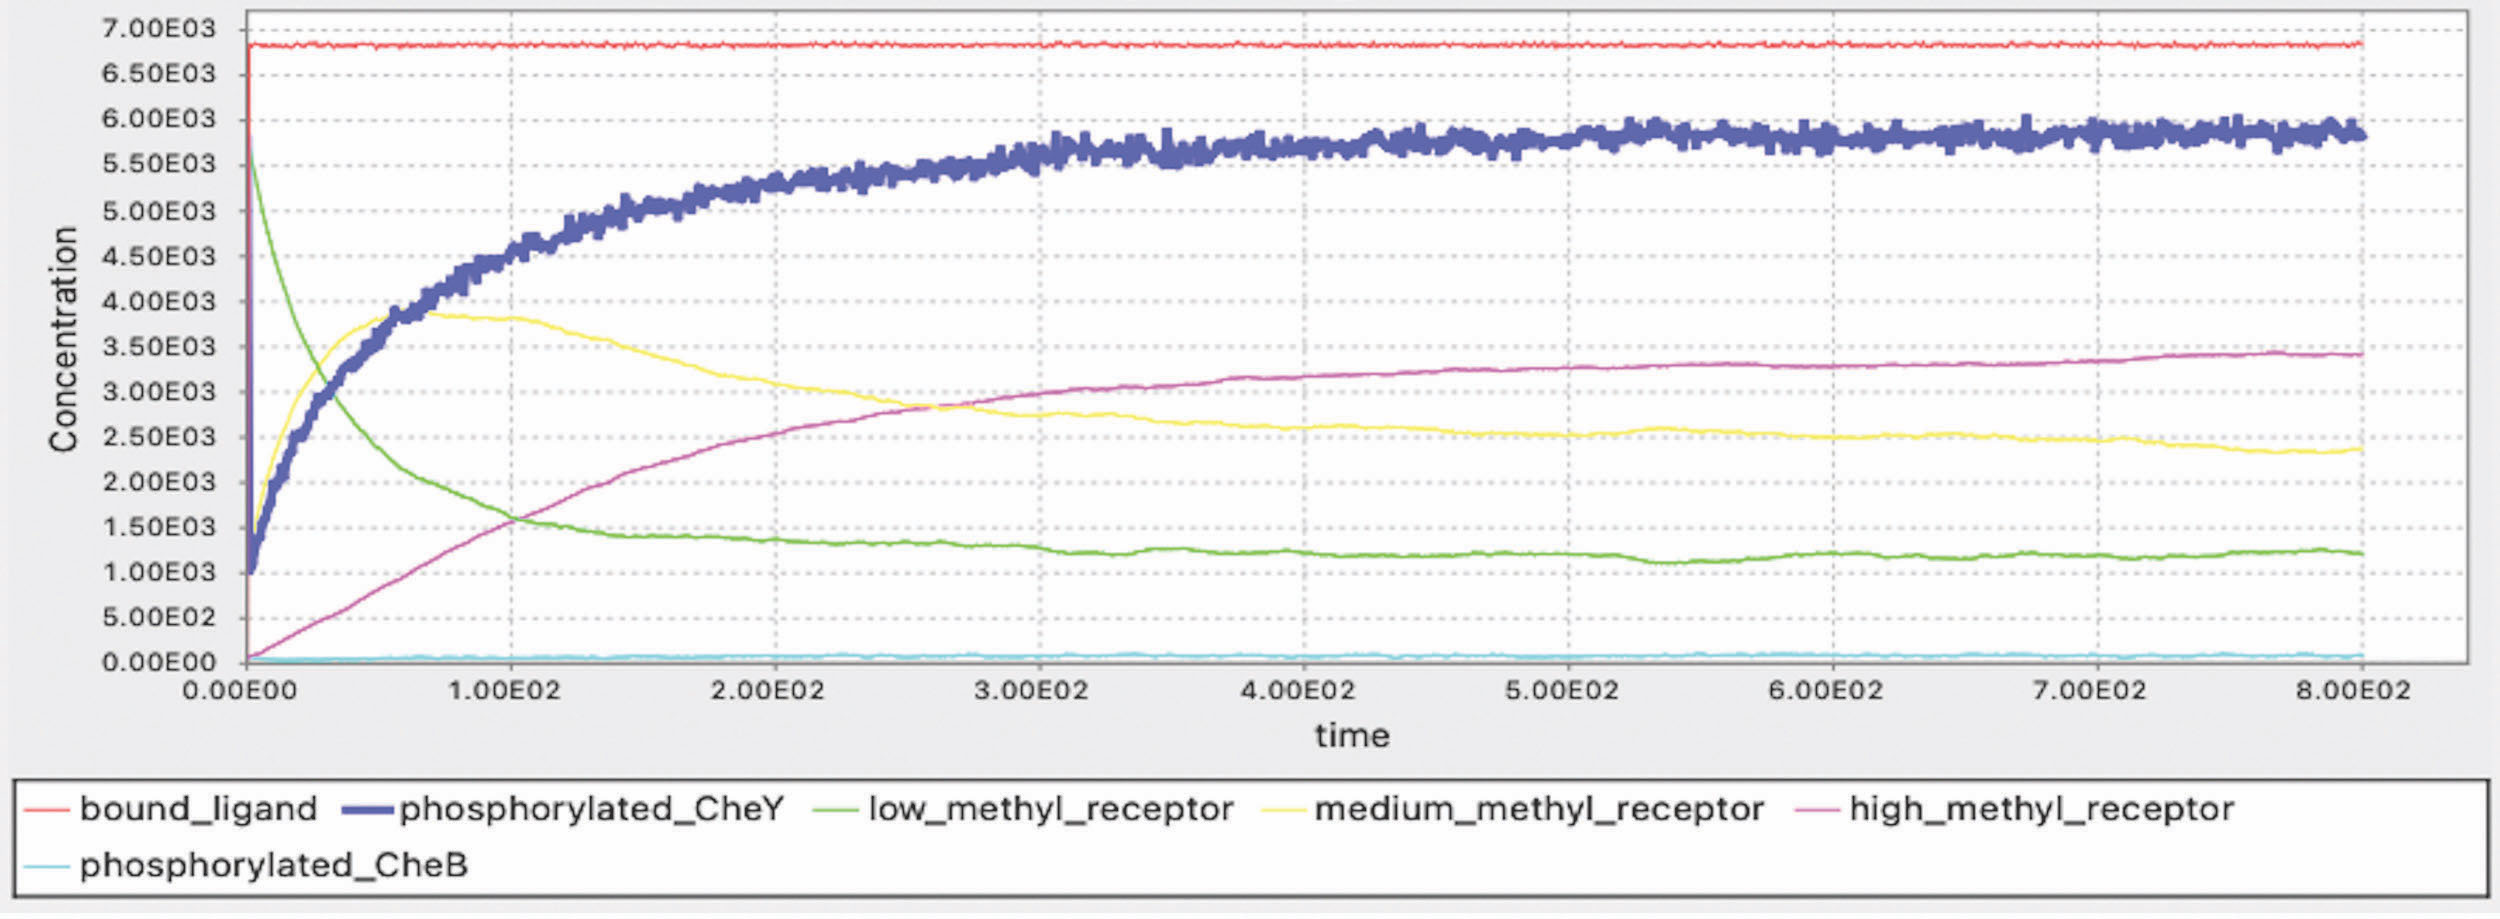 7.00E03
6.50E03
6.00E03
5.50E03
5.00E03
4.50E03
4.00E03
3.50E03
3.00E03
2.50E03
2.00E03
1.50E03
1.00E03
5.00E02
0.00E00
Concentration
0.00E00 1.00E02 2.00E02 3.00E02 4.00E02 5.00E02 6.00E02 7.00E02 8.00E02
time
bound_ligand phosphorylated_CheY low_methyl_receptor medium_methyl_receptor high_methyl_receptor
phosphorylated_CheB